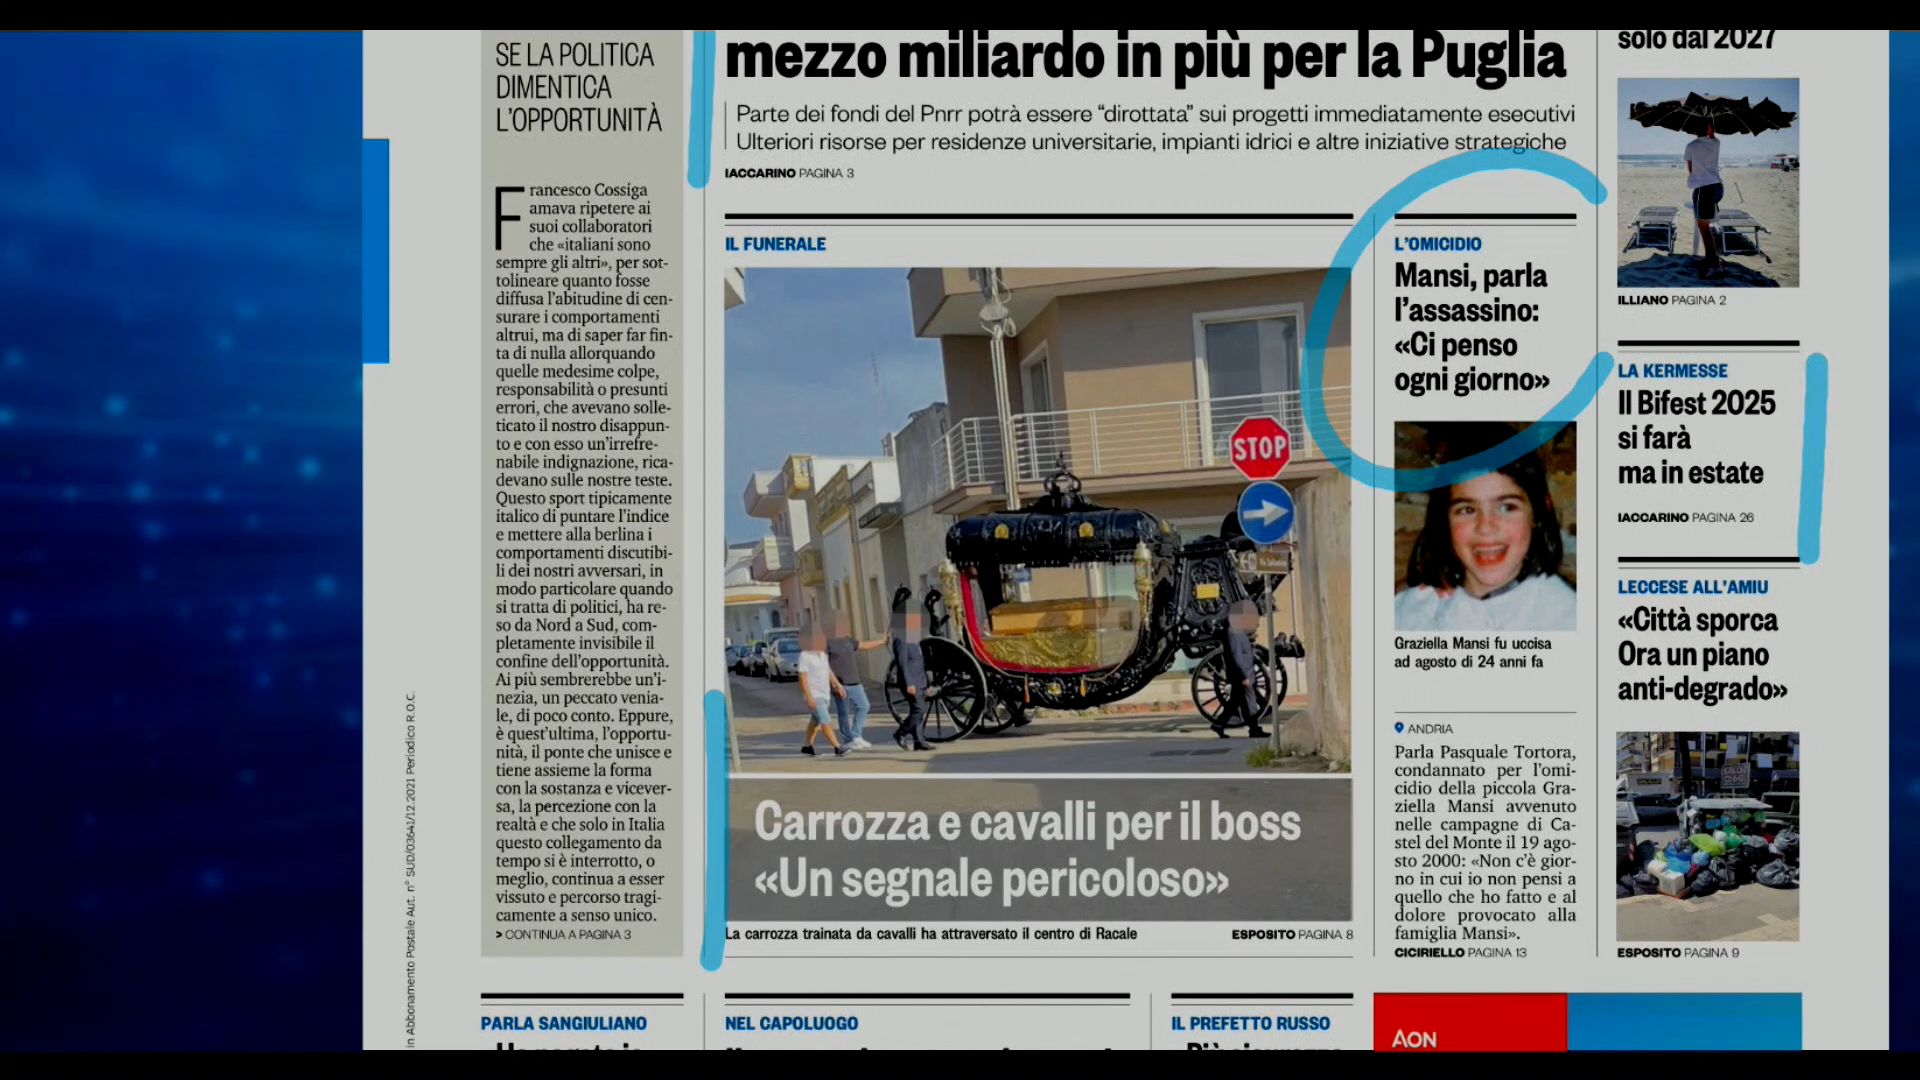 SE LA POLITICA
DIMENTICA
L'OPPORTUNITÀ
Francesco Cossiga
amava ripetere ai
suoi collaboratori
che «italiani sono
sempre gli altri», per sot-
tolineare quanto fosse
diffusa l'abitudine di cen-
surare i comportamenti
altrui, ma di saper far fin-
ta di nulla allorquando
quelle medesime colpe,
responsabilità o presunti
errori, che avevano solle-
ticato il nostro disappun-
to e con esso un'irrefre-
nabile indignazione, rica-
devano sulle nostre teste.
Questo sport tipicamente
italico di puntare l'indice
e mettere alla berlina i
comportamenti discutibi-
li dei nostri avversari, in
modo particolare quando
si tratta di politici, ha re-
so da Nord a Sud, com-
pletamente invisibile il
confine dell'opportunità.
Ai più sembrerebbe un'i-
nezia, un peccato venia-
le, di poco conto. Eppure,
è quest'ultima, l'opportu-
nità, il ponte che unisce e
tiene assieme la forma
con la sostanza e vicever-
sa, la percezione con la
realtà e che solo in Italia
questo collegamento da
tempo si è interrotto, o
meglio, continua a esser
vissuto e percorso tragi-
camente a senso unico.
> CONTINUA A PAGINA 3
in Abbonamento Postale Aut. n° SUD/03641/12.2021 Periodico R.O.C.
mezzo miliardo in più per la Puglia
Parte dei fondi del Pnrr potrà essere “dirottata” sui progetti immediatamente esecutivi
Ulteriori risorse per residenze universitarie, impianti idrici e altre iniziative strategiche
IACCARINO PAGINA 3
IL FUNERALE
STOP
Carrozza e cavalli per il boss
«Un segnale pericoloso»
La carrozza trainata da cavalli ha attraversato il centro di Racale
ESPOSITO PAGINA 8
L'OMICIDIO
Mansi, parla
l'assassino:
«Ci penso
ogni giorno»
Graziella Mansi fu uccisa
ad agosto di 24 anni fa
ANDRIA
Parla Pasquale Tortora,
condannato per l'omi-
cidio della piccola Gra-
ziella Mansi avvenuto
nelle campagne di Ca-
stel del Monte il 19 ago-
sto 2000: «Non c'è gior-
no in cui io non pensi a
quello che ho fatto e al
dolore provocato alla
famiglia Mansi».
CICIRIELLO PAGINA 13
solo dal 2027
ILLIANO PAGINA 2
LA KERMESSE
Il Bifest 2025
si farà
ma in estate
IACCARINO PAGINA 26
LECCESE ALL'AMIU
«Città sporca
Ora un piano
anti-degrado»
ESPOSITO PAGINA 9
PARLA SANGIULIANO
NEL CAPOLUOGO
IL PREFETTO RUSSO
AON